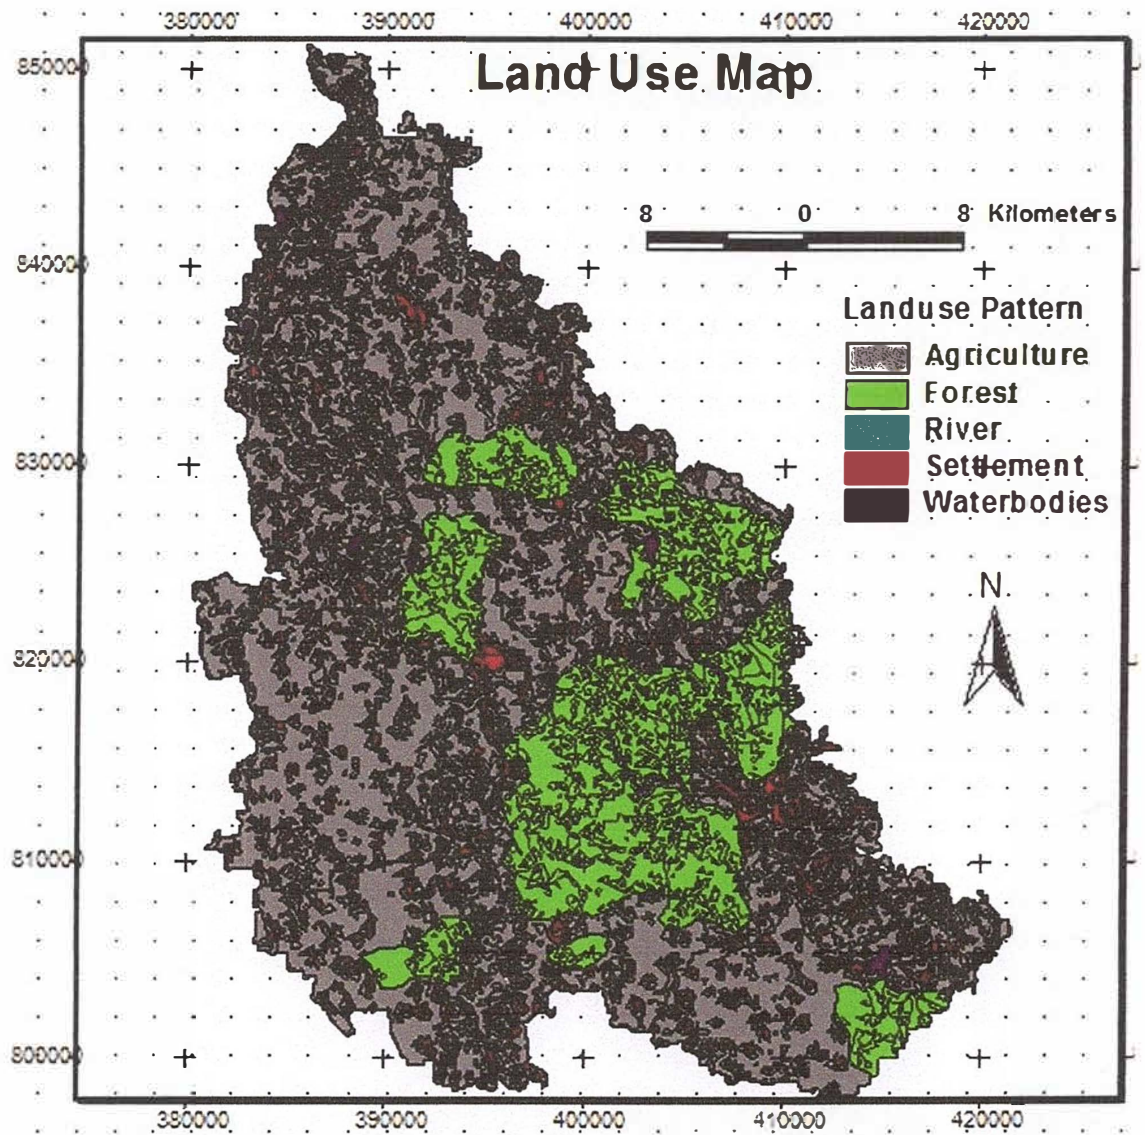 380000 390000 400000 410000 420000
Land Use Map
850000
8 0 8 Kilometers
840000
Landuse Pattern
Agriculture
Forest
River
830000
Settlement
Waterbodies
N
820000
810000
800000
380000 390000 400000 410000 420000